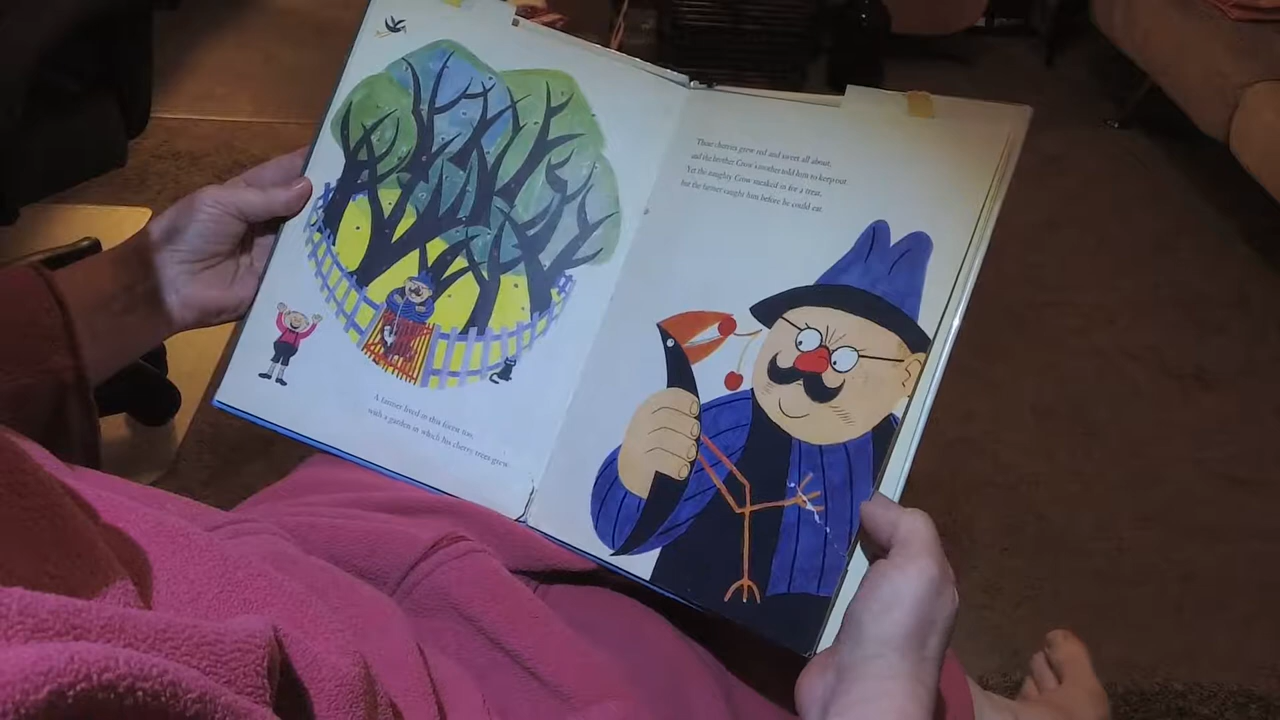 A farmer lived in this forest too,
with a garden in which his cherry trees grew.
Those cherries grew red and sweet all about,
and the brother Crow's mother told him to keep out.
Yet the naughty Crow sneaked in for a treat,
but the farmer caught him before he could eat.